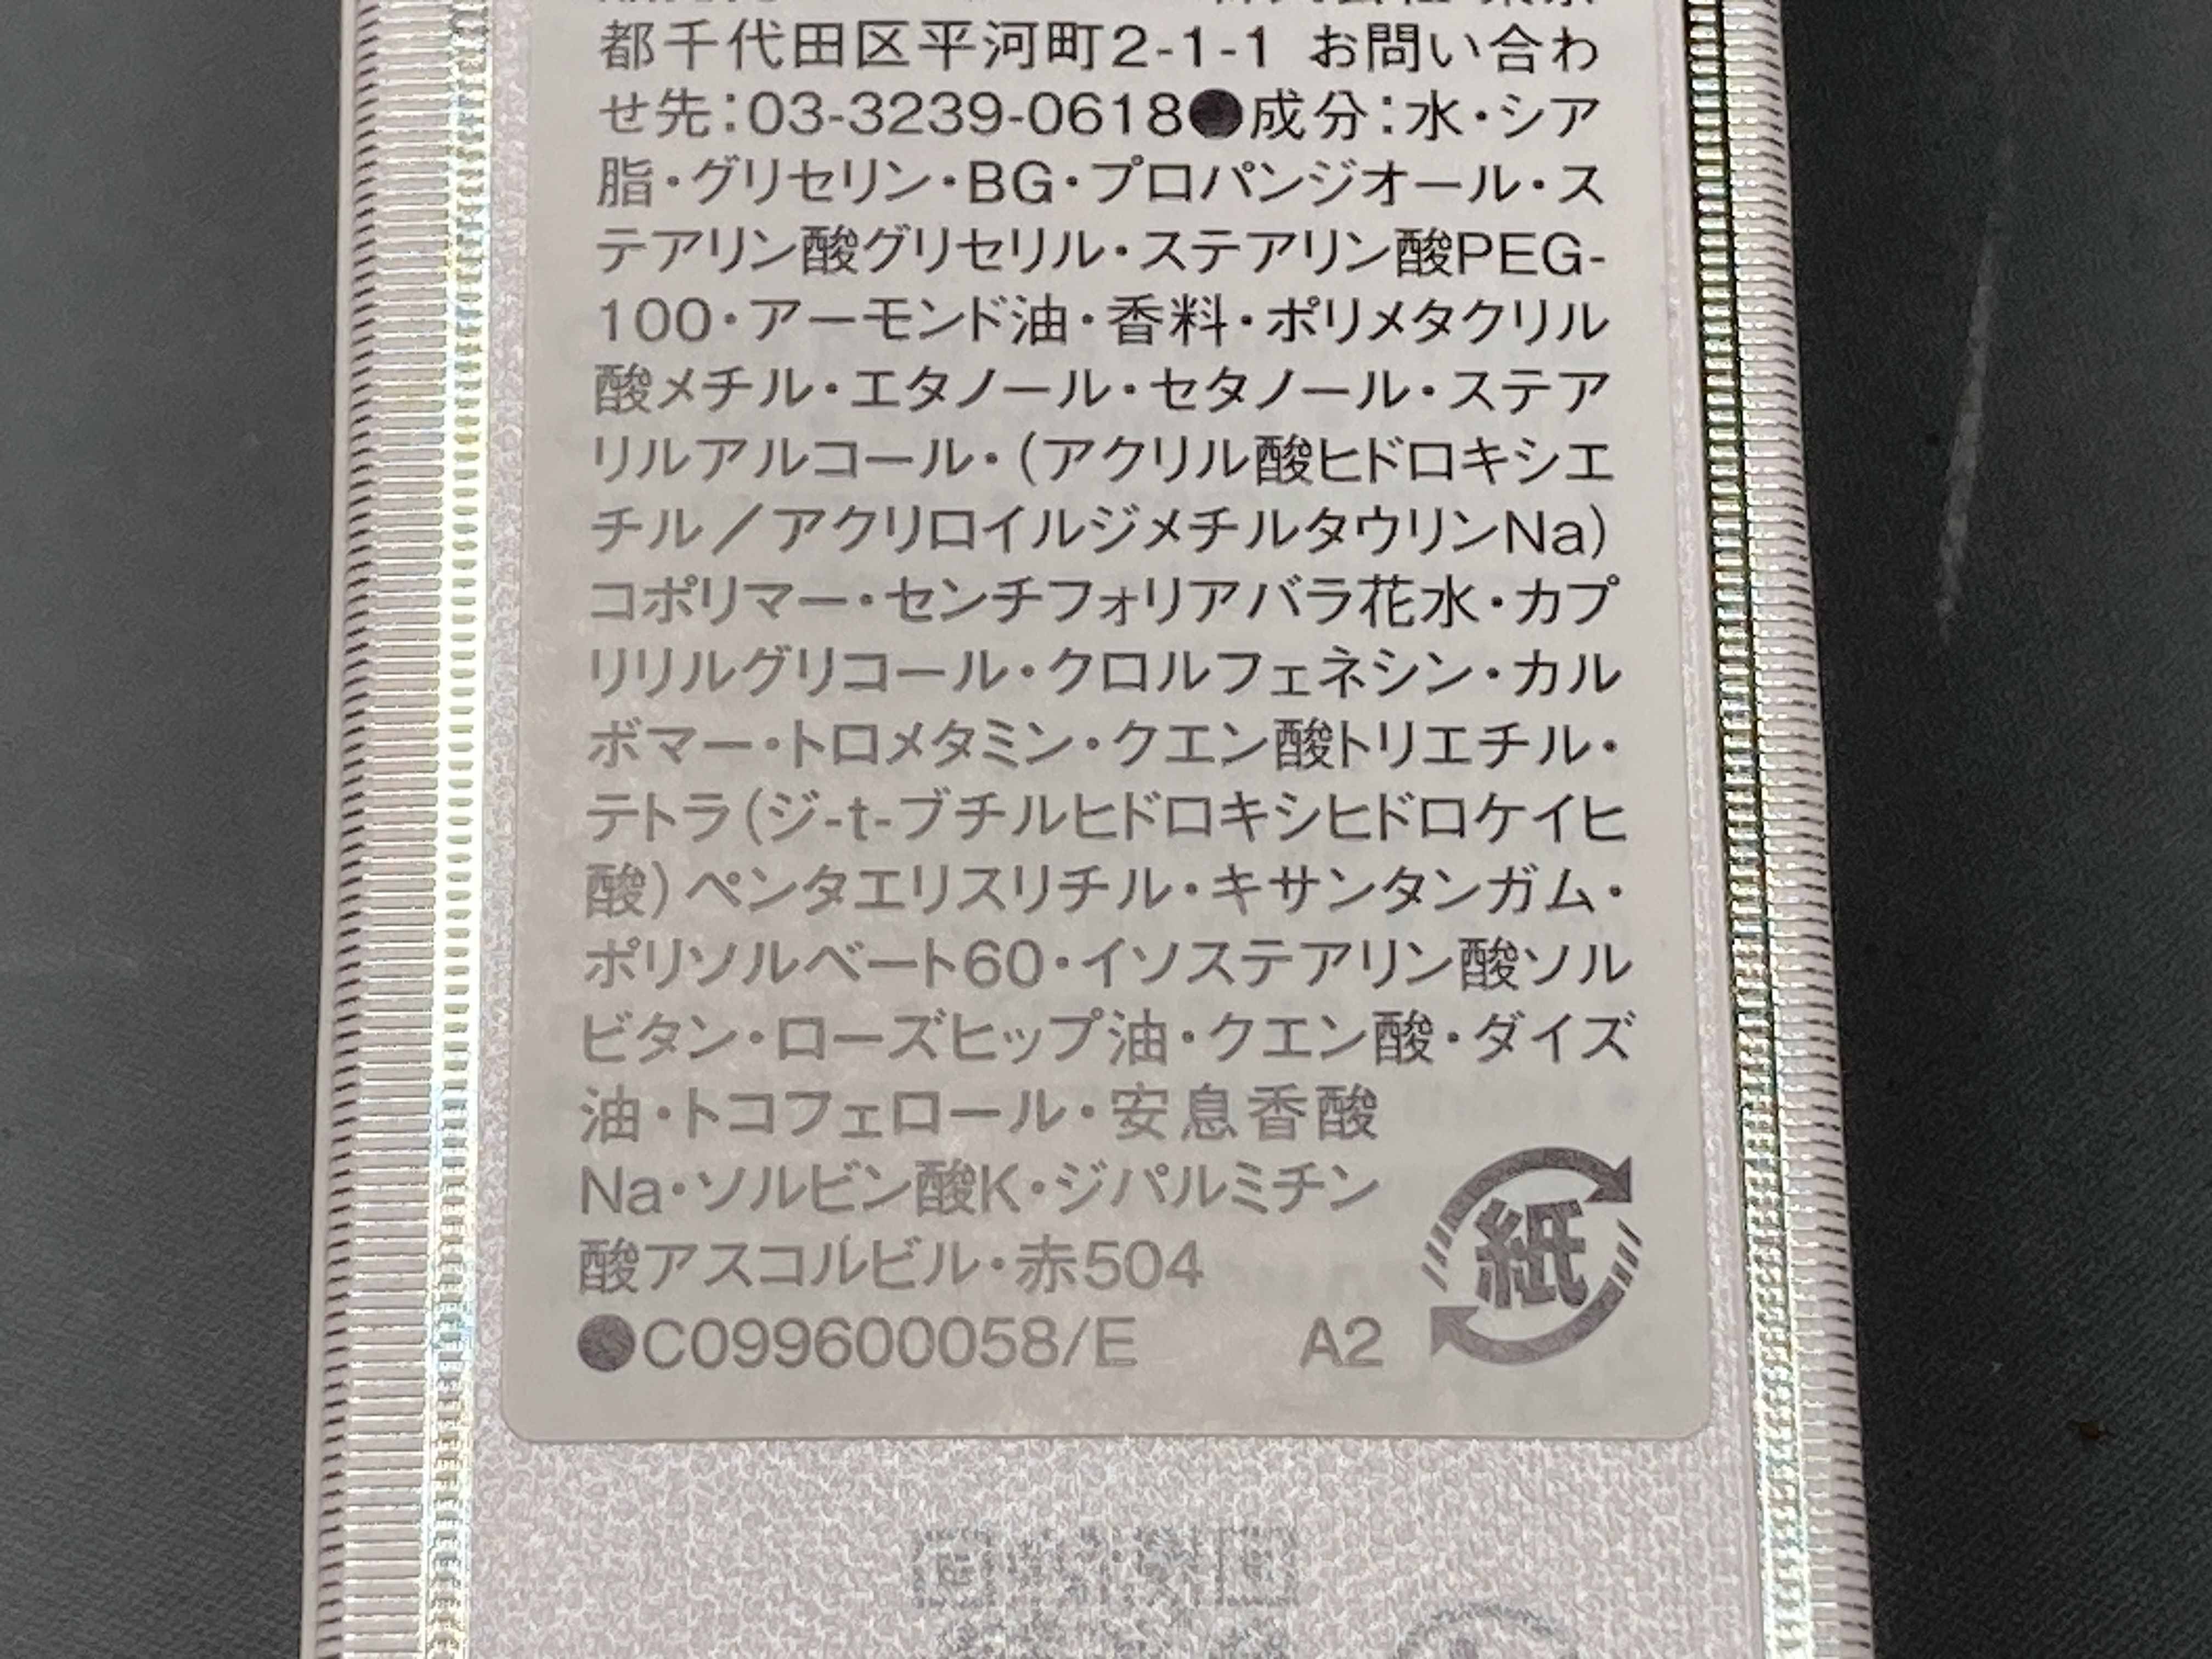 都千代田区平河町2-1-1 お問い合わ
せ先：03-3239-0618●成分：水・シア
脂・グリセリン・BG・プロパンジオール・ス
テアリン酸グリセリル・ステアリン酸PEG-
100・アーモンド油・香料・ポリメタクリル
酸メチル・エタノール・セタノール・ステア
リルアルコール・（アクリル酸ヒドロキシエ
チル／アクリロイルジメチルタウリンNa）
コポリマー・センチフォリアバラ花水・カプ
リリルグリコール・クロルフェネシン・カル
ボマー・トロメタミン・クエン酸トリエチル・
テトラ（ジ-t-ブチルヒドロキシヒドロケイヒ
酸）ペンタエリスリチル・キサンタンガム・
ポリソルベート60・イソステアリン酸ソル
ビタン・ローズヒップ油・クエン酸・ダイズ
油・トコフェロール・安息香酸
Na・ソルビン酸K・ジパルミチン
酸アスコルビル・赤504
紙
●C099600058/E A2